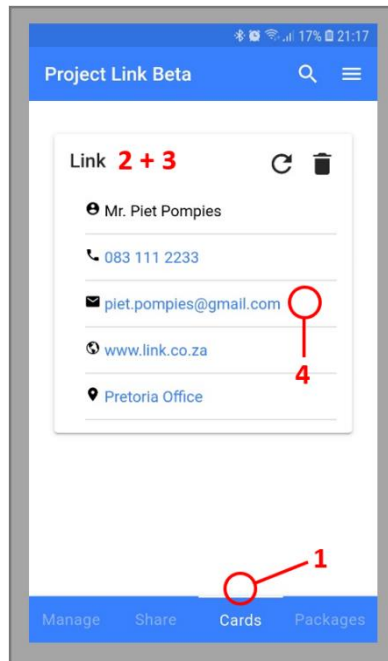 17% 21:17
Project Link Beta
Link 2 + 3
Mr. Piet Pompies
083 111 2233
piet.pompies@gmail.com
4
www.link.co.za
Pretoria Office
1
Manage Share Cards Packages